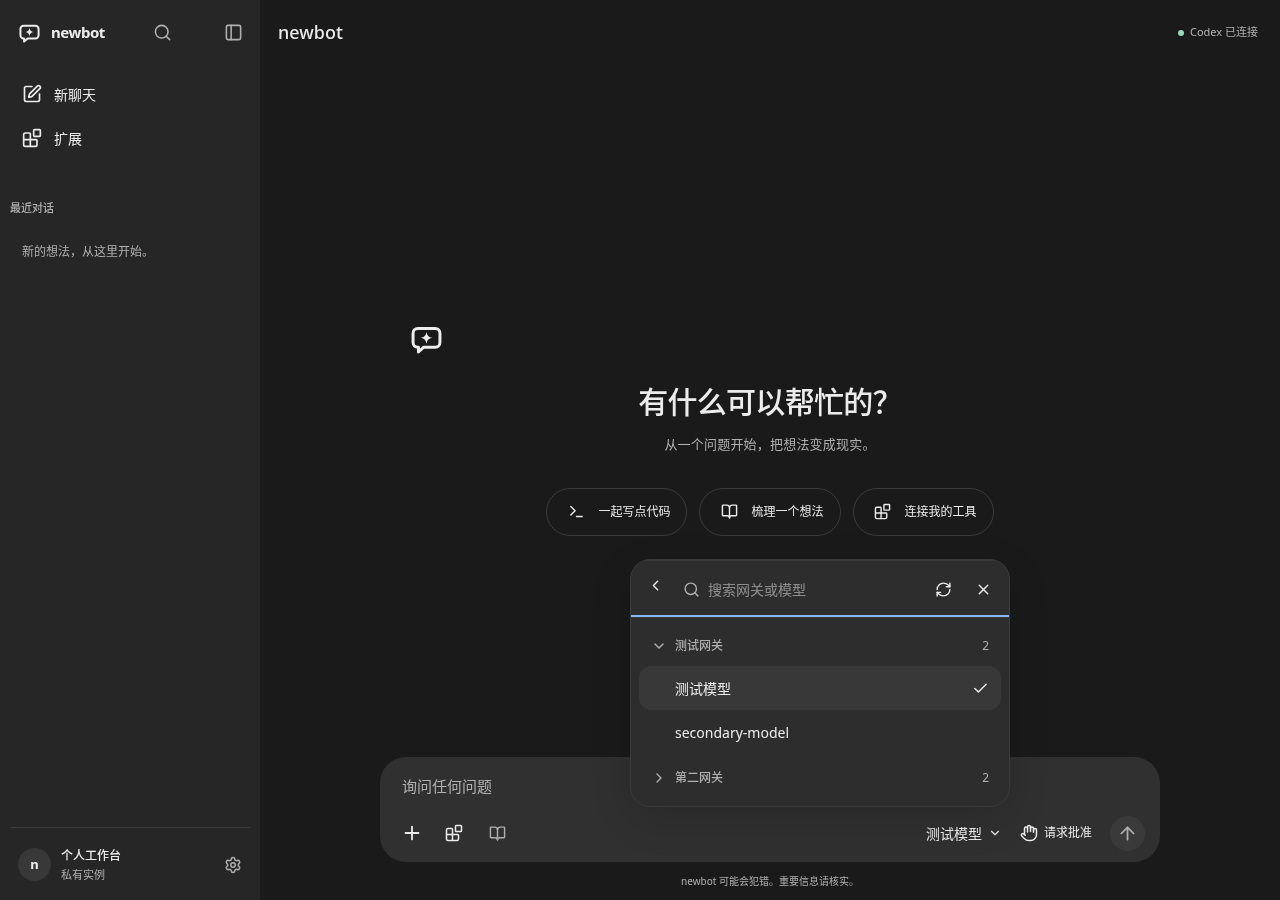 newbot
新聊天
扩展
最近对话
新的想法，从这里开始。
n
个人工作台
私有实例
newbot
Codex 已连接
有什么可以帮忙的？
从一个问题开始，把想法变成现实。
一起写点代码
梳理一个想法
连接我的工具
搜索网关或模型
测试网关 2
测试模型
secondary-model
第二网关 2
询问任何问题
测试模型
请求批准
newbot 可能会犯错。重要信息请核实。